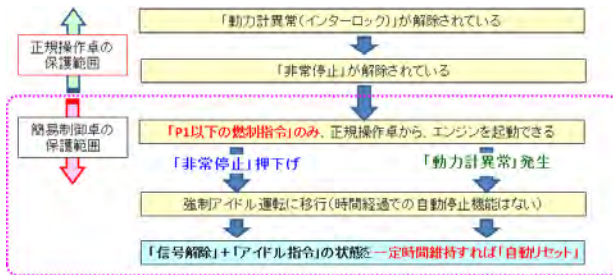 「動力計異常(インターロック)」が解除されている
正規操作卓の
保護範囲
「非常停止」が解除されている
簡易制御卓の
保護範囲
「P1以下の燃制指令」のみ、正規操作卓から、エンジンを起動できる
「非常停止」押下げ
「動力計異常」発生
強制アイドル運転に移行(時間経過での自動停止機能はない)
「信号解除」+「アイドル指令」の状態を一定時間維持すれば「自動リセット」